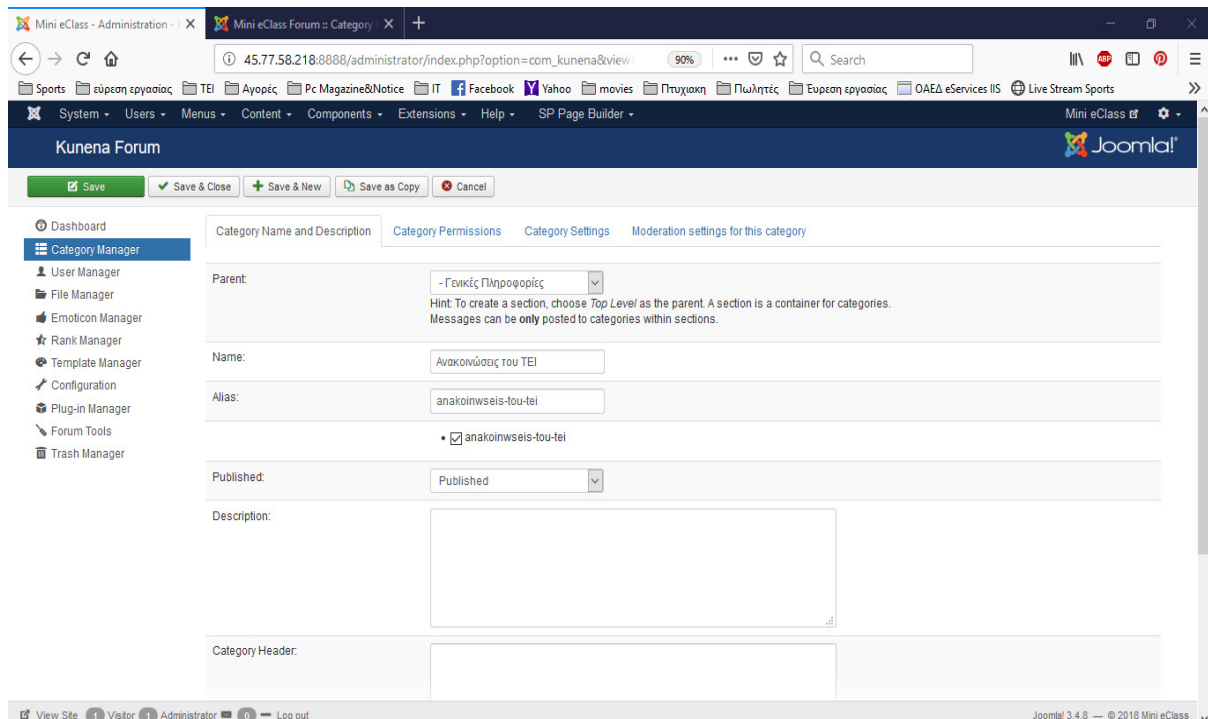 Mini eClass - Administration -
Mini eClass Forum :: Category
45.77.58.218:8888/administrator/index.php?option=com_kunena&view=
90%
Search
ABP
Sports εύρεση εργασίας TEI Αγορές Pc Magazine&Notice IT Facebook Yahoo movies Πτυχιακη Πωλητές Έυρεση εργασίας ΟΑΕΔ eServices IIS Live Stream Sports
System Users Menus Content Components Extensions Help SP Page Builder Mini eClass
Kunena Forum
Joomla!
Save Save & Close Save & New Save as Copy Cancel
Dashboard
Category Manager
User Manager
File Manager
Emoticon Manager
Rank Manager
Template Manager
Configuration
Plug-in Manager
Forum Tools
Trash Manager
Category Name and Description Category Permissions Category Settings Moderation settings for this category
Parent:
- Γενικές Πληροφορίες
Hint: To create a section, choose Top Level as the parent. A section is a container for categories.
Messages can be only posted to categories within sections.
Name:
Ανακοινώσεις του ΤΕΙ
Alias:
anakoinwseis-tou-tei
• anakoinwseis-tou-tei
Published:
Published
Description:
Category Header:
View Site 1 Visitor 1 Administrator 0 Log out
Joomla! 3.4.8 — © 2018 Mini eClass